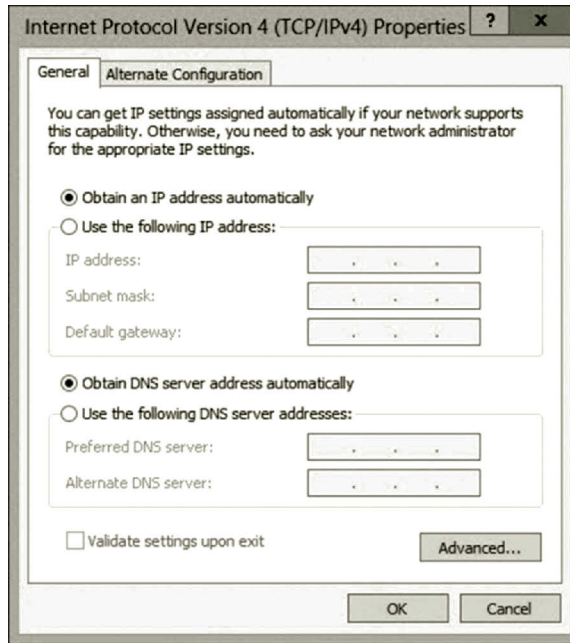 Internet Protocol Version 4 (TCP/IPv4) Properties ? x
General Alternate Configuration
You can get IP settings assigned automatically if your network supports
this capability. Otherwise, you need to ask your network administrator
for the appropriate IP settings.
Obtain an IP address automatically
Use the following IP address:
IP address: . . .
Subnet mask: . . .
Default gateway: . . .
Obtain DNS server address automatically
Use the following DNS server addresses:
Preferred DNS server: . . .
Alternate DNS server: . . .
Validate settings upon exit
Advanced...
OK Cancel